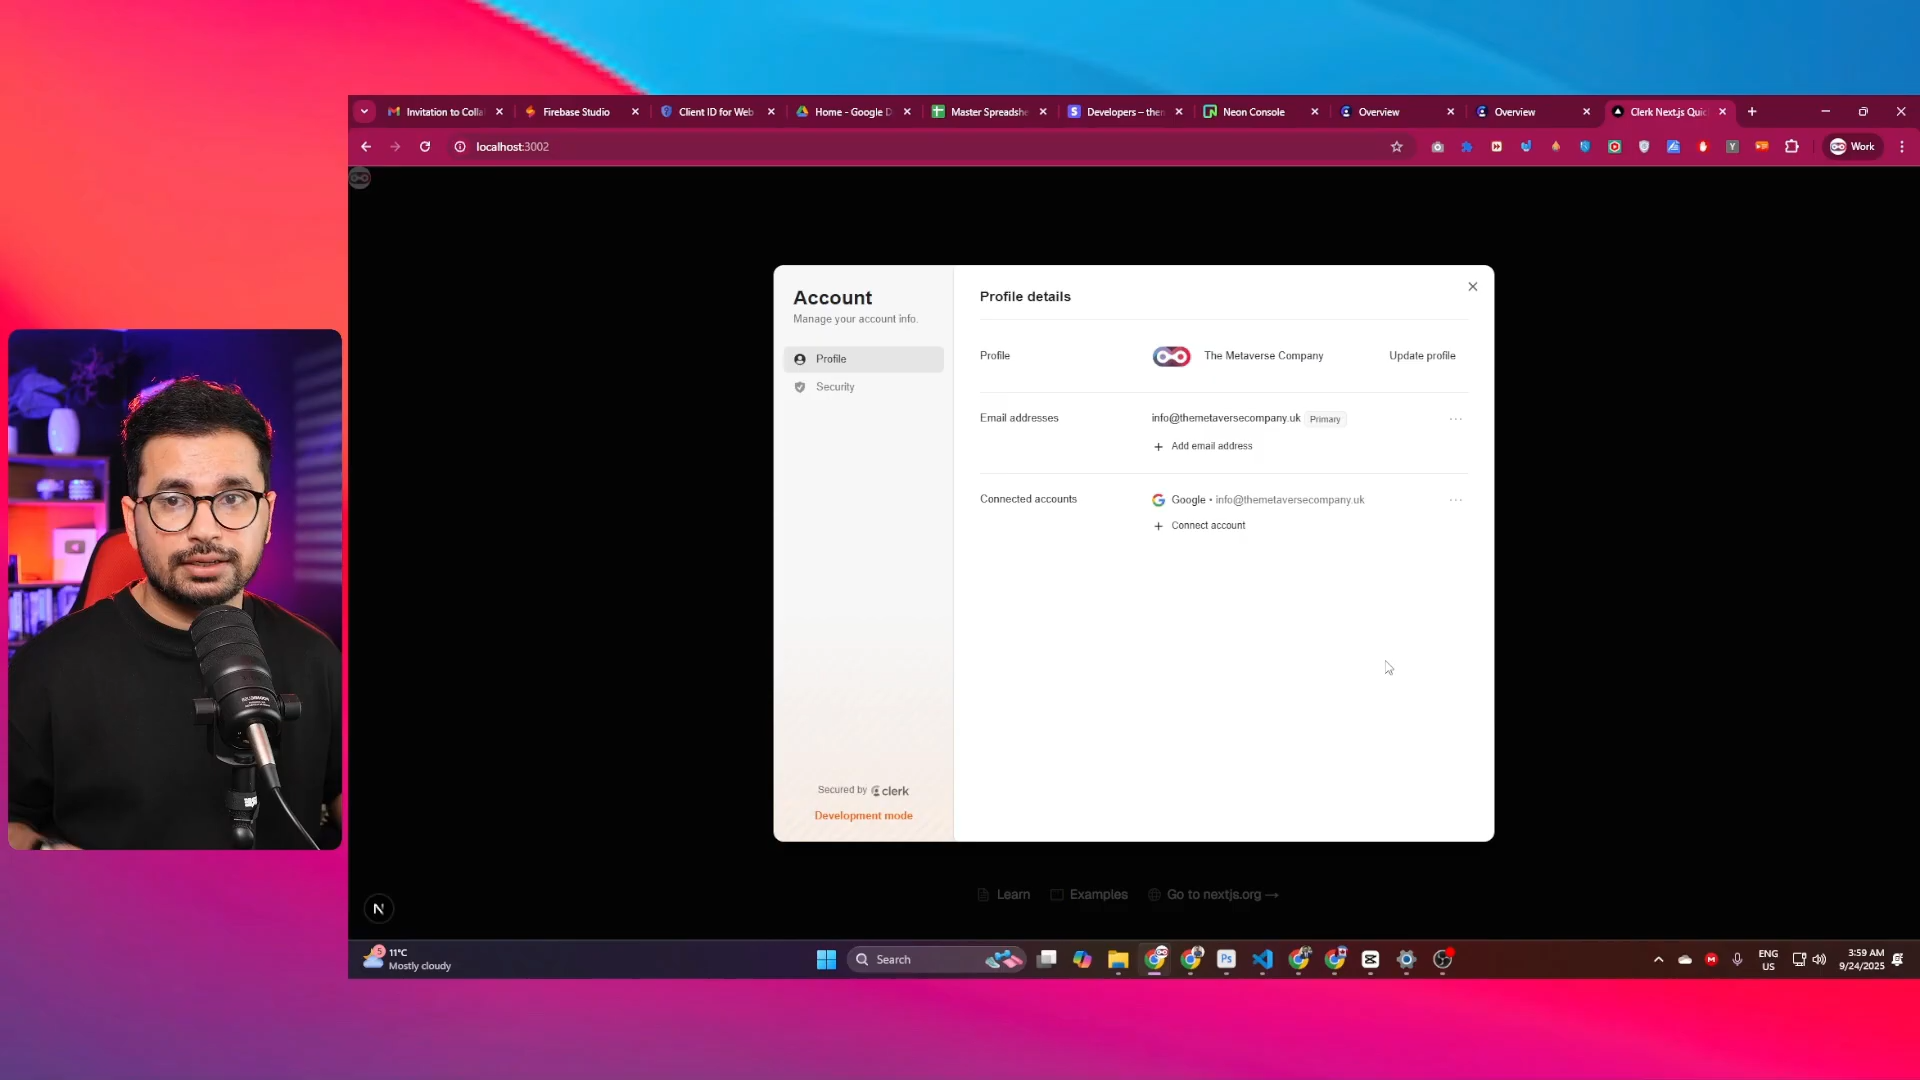 Invitation to Colla
Firebase Studio
Client ID for Web
Home - Google D
Master Spreadshe
Developers – then
Neon Console
Overview
Overview
Clerk Next.js Quic
localhost:3002
Work
Account
Manage your account info.
Profile
Security
Secured by clerk
Development mode
Profile details
Profile
The Metaverse Company
Update profile
Email addresses
info@themetaversecompany.uk Primary
Add email address
Connected accounts
Google • info@themetaversecompany.uk
Connect account
Learn
Examples
Go to nextjs.org →
N
5
11°C
Mostly cloudy
Search
Ps
ENG
US
3:59 AM
9/24/2025